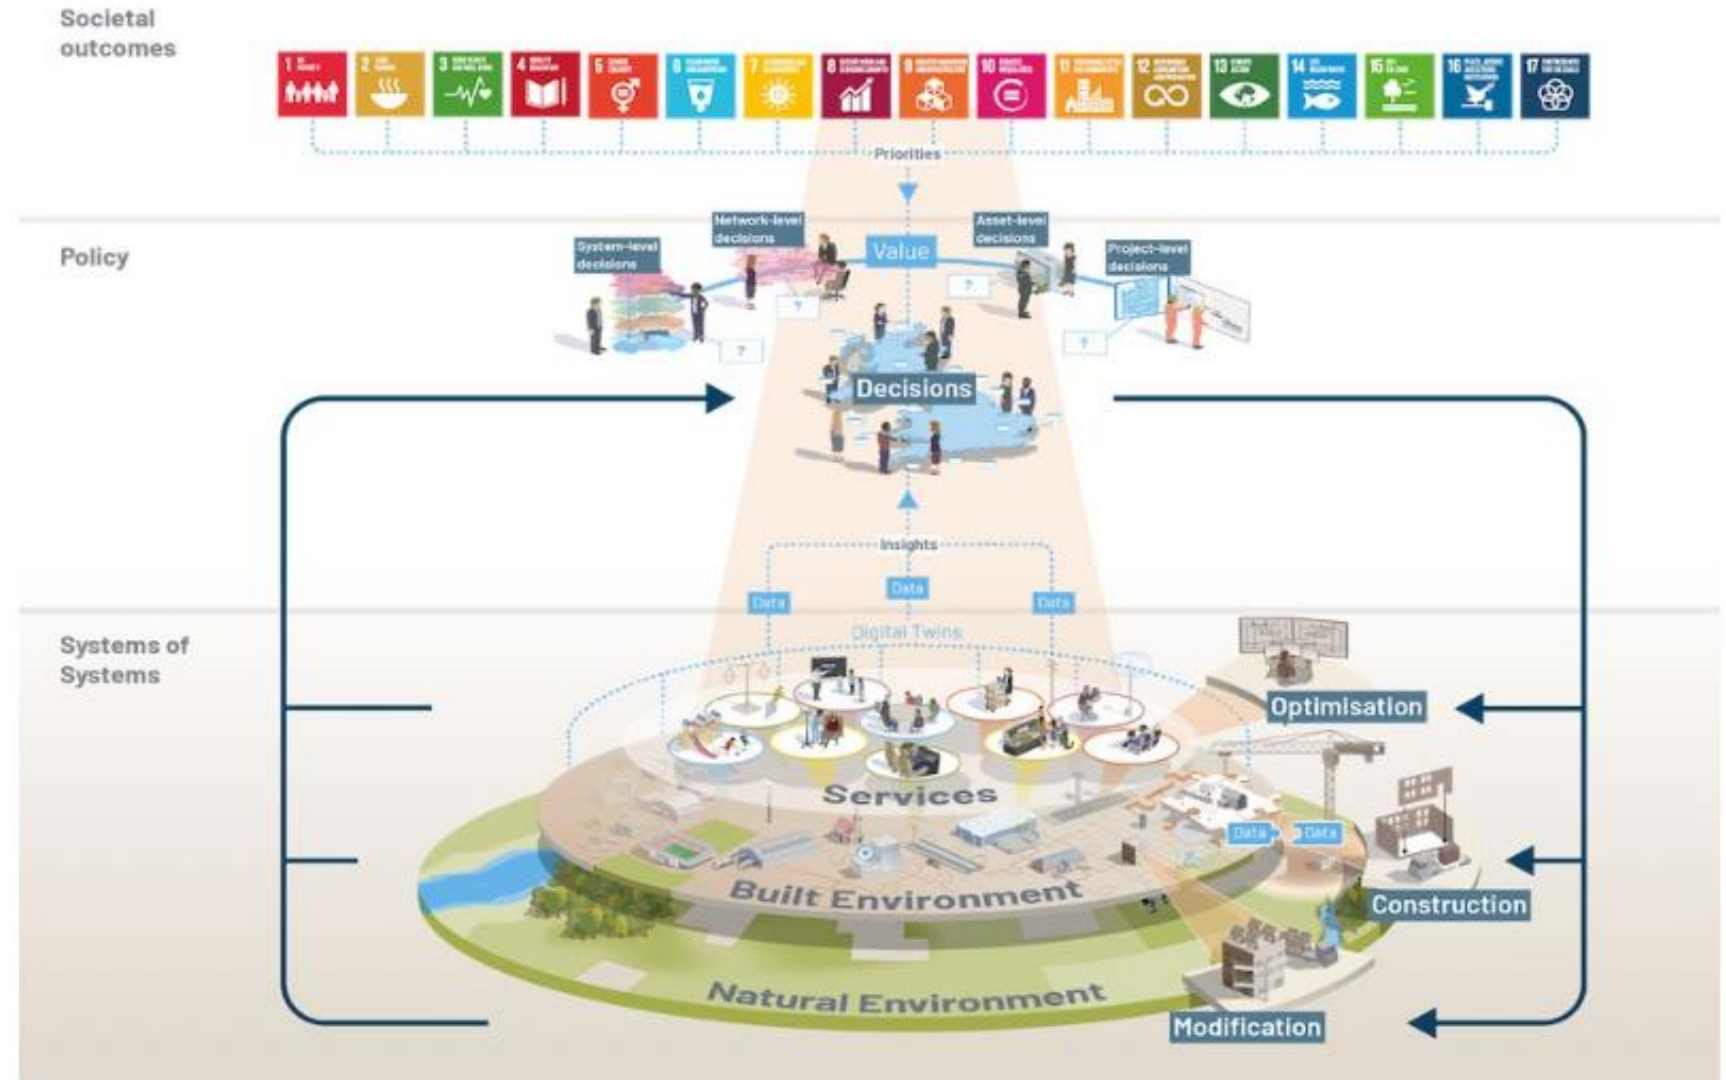 Societal
outcomes
1
2
3
4
5
6
7
8
9
10
11
12
13
14
15
16
17
Priorities
Policy
System-level
decisions
Network-level
decisions
Value
Asset-level
decisions
Project-level
decisions
?
?
?
?
Decisions
Insights
Data
Data
Data
Digital Twins
Systems of
Systems
Optimisation
Services
Data
Data
Built Environment
Construction
Natural Environment
Modification